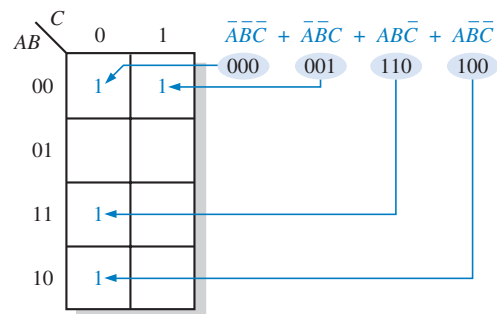 C
A̅B̅C̅ + A̅B̅C + ABC̅ + AB̅C̅
AB 0 1
000 001 110 100
00 1 1
01
11 1
10 1